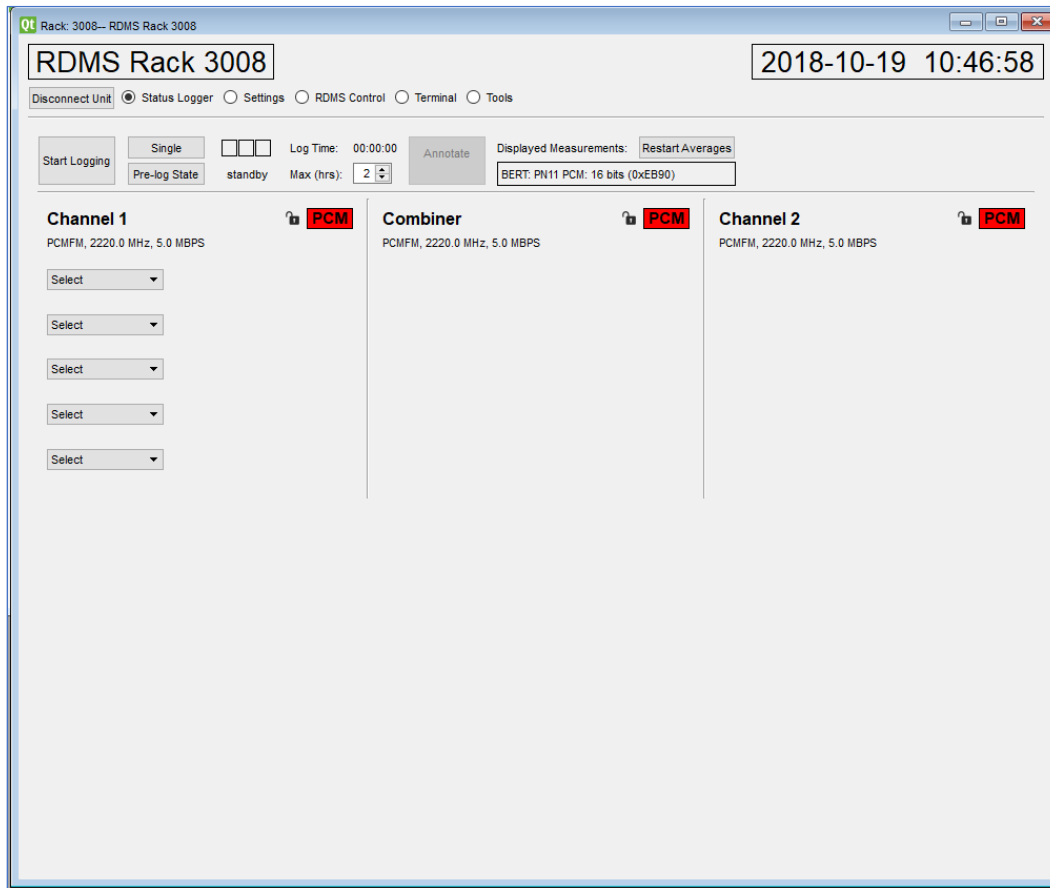 Qt Rack: 3008-- RDMS Rack 3008
RDMS Rack 3008
2018-10-19 10:46:58
Disconnect Unit Status Logger Settings RDMS Control Terminal Tools
Start Logging
Single
Pre-log State
standby
Log Time: 00:00:00
Max (hrs): 2
Annotate
Displayed Measurements: Restart Averages
BERT: PN11 PCM: 16 bits (0xEB90)
Channel 1 PCM
PCMFM, 2220.0 MHz, 5.0 MBPS
Select
Select
Select
Select
Select
Combiner PCM
PCMFM, 2220.0 MHz, 5.0 MBPS
Channel 2 PCM
PCMFM, 2220.0 MHz, 5.0 MBPS